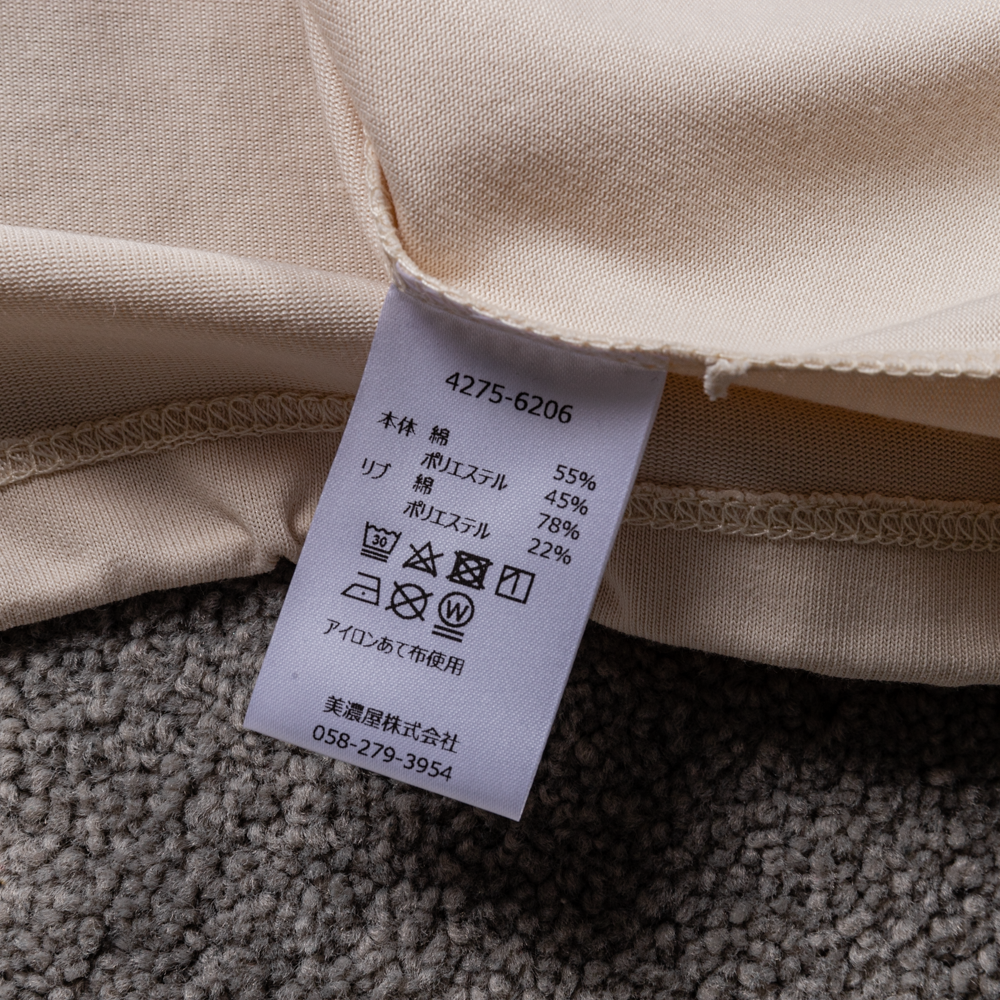 4275-6206
本体 綿 55%
ポリエステル 45%
リブ 綿 78%
ポリエステル 22%
30
W
アイロンあて布使用
美濃屋株式会社
058-279-3954